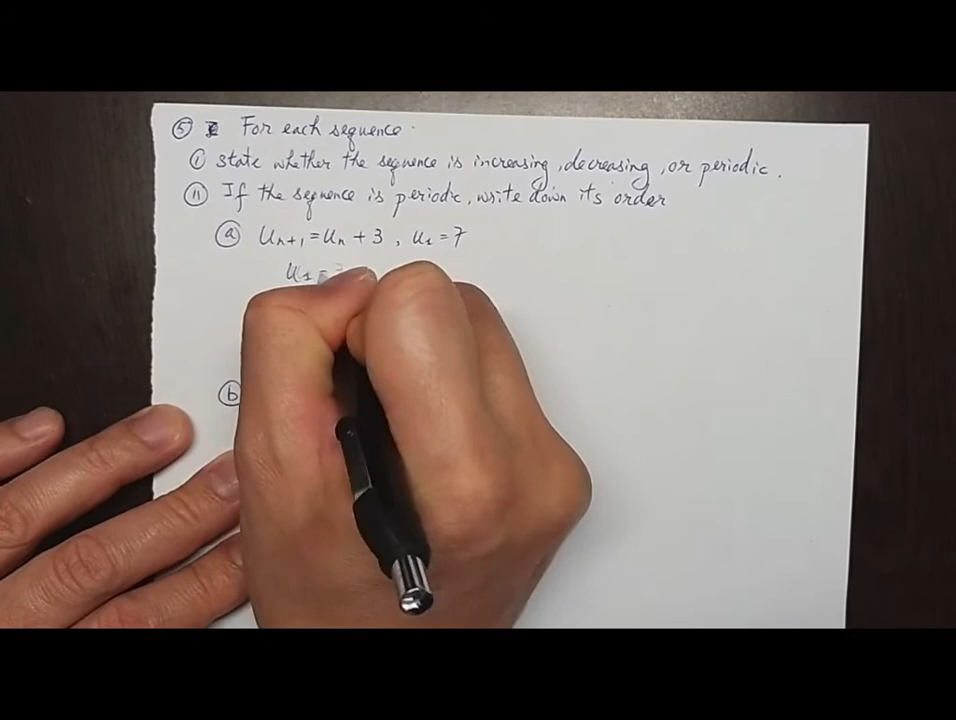 ⑤ For each sequence.
ⓘ state whether the sequence is increasing, decreasing, or periodic.
ⓘⓘ If the sequence is periodic, write down its order
ⓐ uₙ₊₁ = uₙ + 3, u₁ = 7
u₁ =
ⓑ